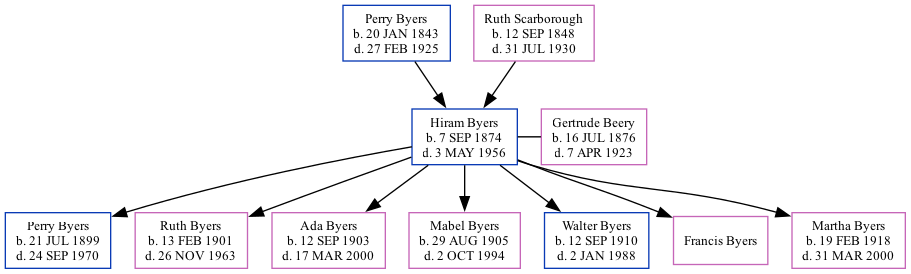 Perry Byers
b. 20 JAN 1843
d. 27 FEB 1925
Ruth Scarborough
b. 12 SEP 1848
d. 31 JUL 1930
Hiram Byers
b. 7 SEP 1874
d. 3 MAY 1956
Gertrude Beery
b. 16 JUL 1876
d. 7 APR 1923
Perry Byers
b. 21 JUL 1899
d. 24 SEP 1970
Ruth Byers
b. 13 FEB 1901
d. 26 NOV 1963
Ada Byers
b. 12 SEP 1903
d. 17 MAR 2000
Mabel Byers
b. 29 AUG 1905
d. 2 OCT 1994
Walter Byers
b. 12 SEP 1910
d. 2 JAN 1988
Francis Byers
Martha Byers
b. 19 FEB 1918
d. 31 MAR 2000